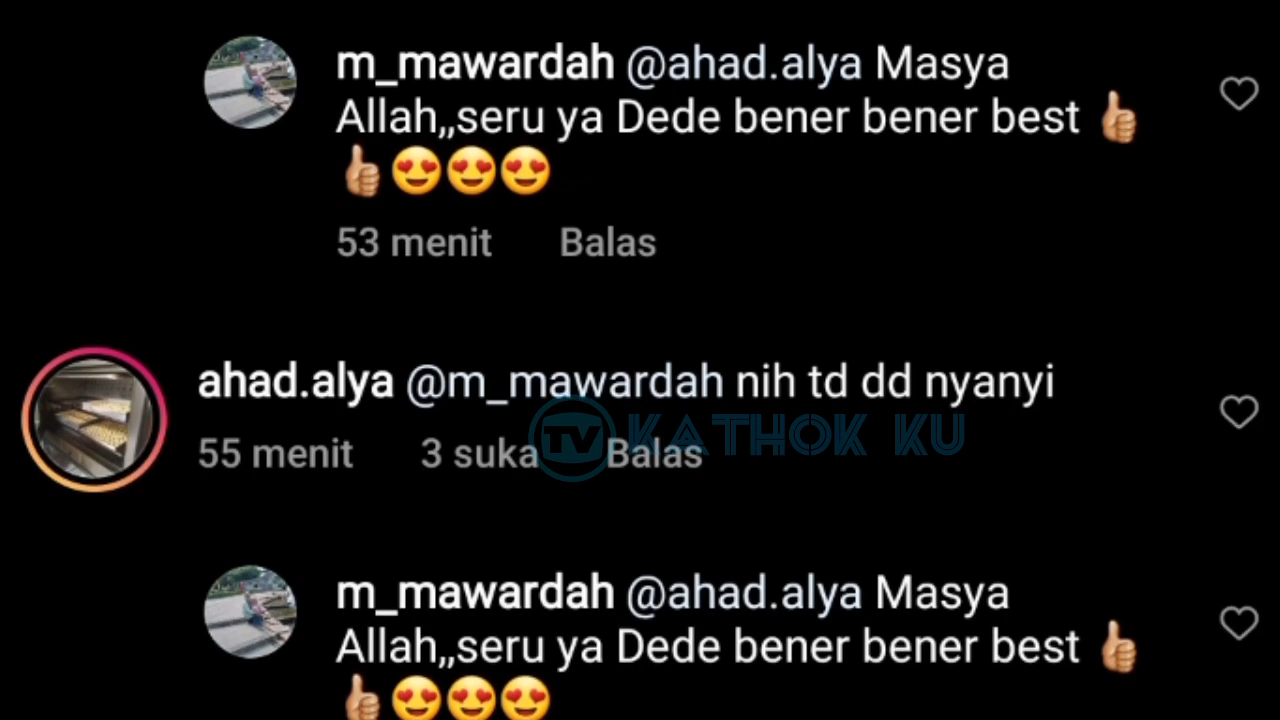 m_mawardah @ahad.alya Masya
Allah,,seru ya Dede bener bener best 👍
👍😍😍😍
53 menit Balas
ahad.alya @m_mawardah nih td dd nyanyi
TV KATHOK KU
55 menit 3 suka Balas
m_mawardah @ahad.alya Masya
Allah,,seru ya Dede bener bener best 👍
👍😍😍😍